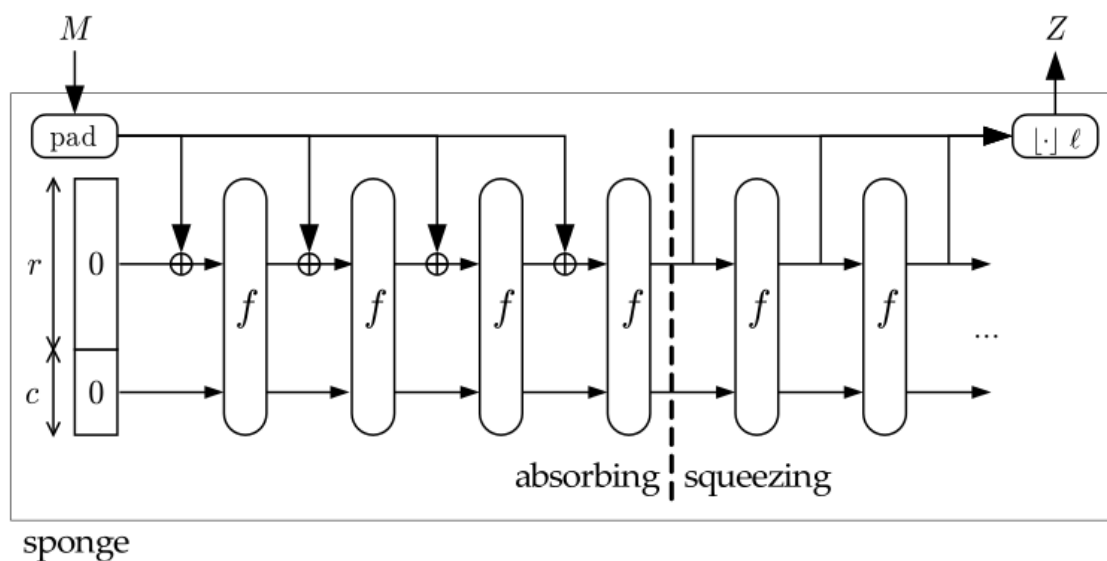 M Z
pad ⌊·⌋ ℓ
r 0 f f f f f f
...
c 0
absorbing squeezing
sponge